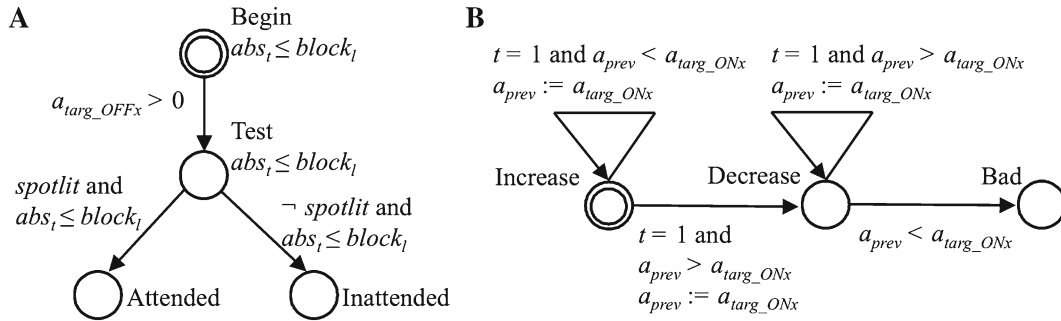 A
Begin
abs_t ≤ block_l
a_targ_OFFx > 0
Test
abs_t ≤ block_l
spotlit and
abs_t ≤ block_l
¬ spotlit and
abs_t ≤ block_l
Attended
Inattended
B
t = 1 and a_prev < a_targ_ONx
a_prev := a_targ_ONx
t = 1 and a_prev > a_targ_ONx
a_prev := a_targ_ONx
Increase
Decrease
Bad
t = 1 and
a_prev > a_targ_ONx
a_prev := a_targ_ONx
a_prev < a_targ_ONx